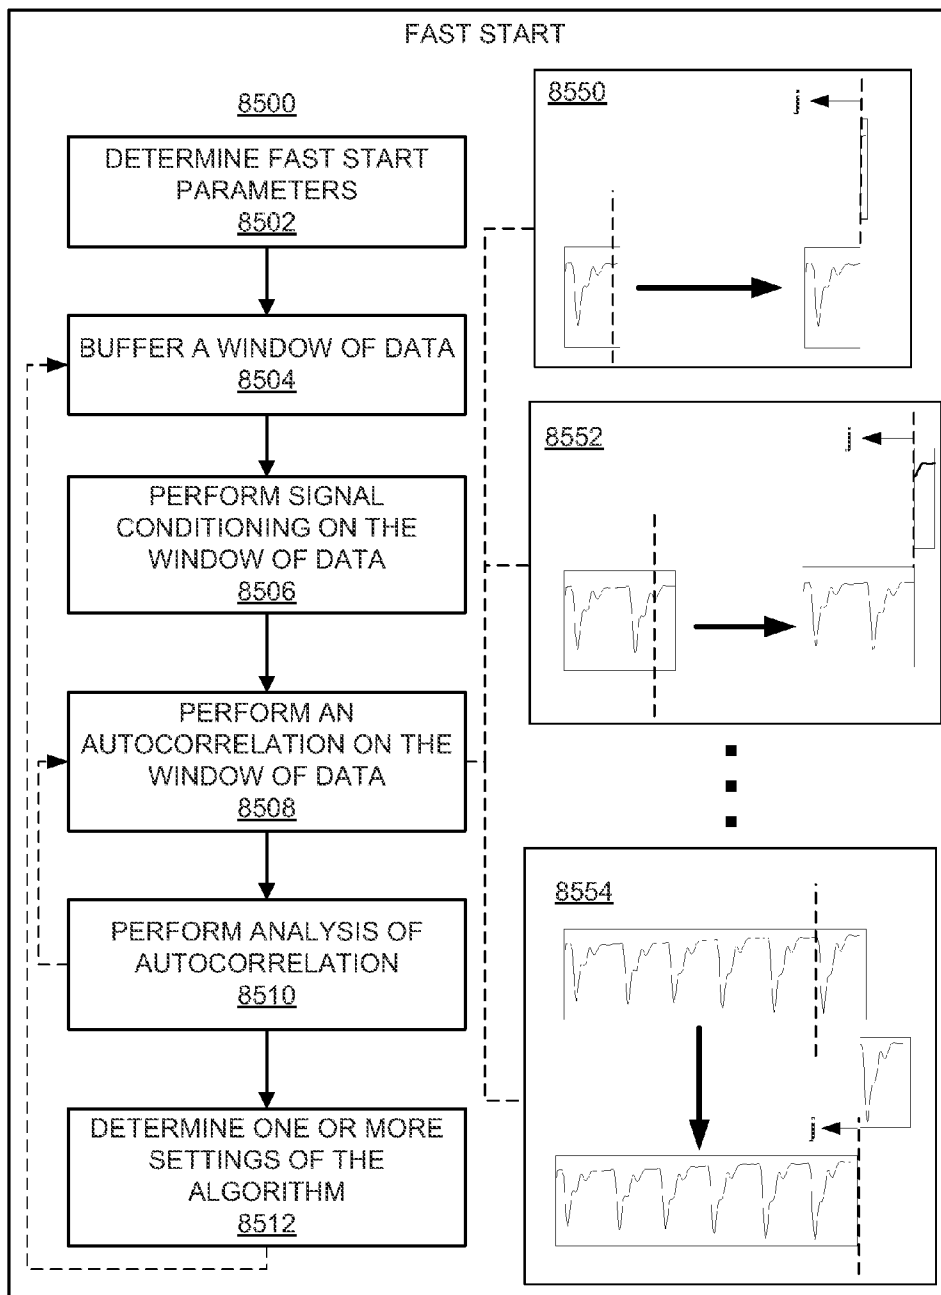 FAST START
8500
DETERMINE FAST START
PARAMETERS
8502
BUFFER A WINDOW OF DATA
8504
PERFORM SIGNAL
CONDITIONING ON THE
WINDOW OF DATA
8506
PERFORM AN
AUTOCORRELATION ON THE
WINDOW OF DATA
8508
PERFORM ANALYSIS OF
AUTOCORRELATION
8510
DETERMINE ONE OR MORE
SETTINGS OF THE
ALGORITHM
8512
8550
j
8552
j
8554
j